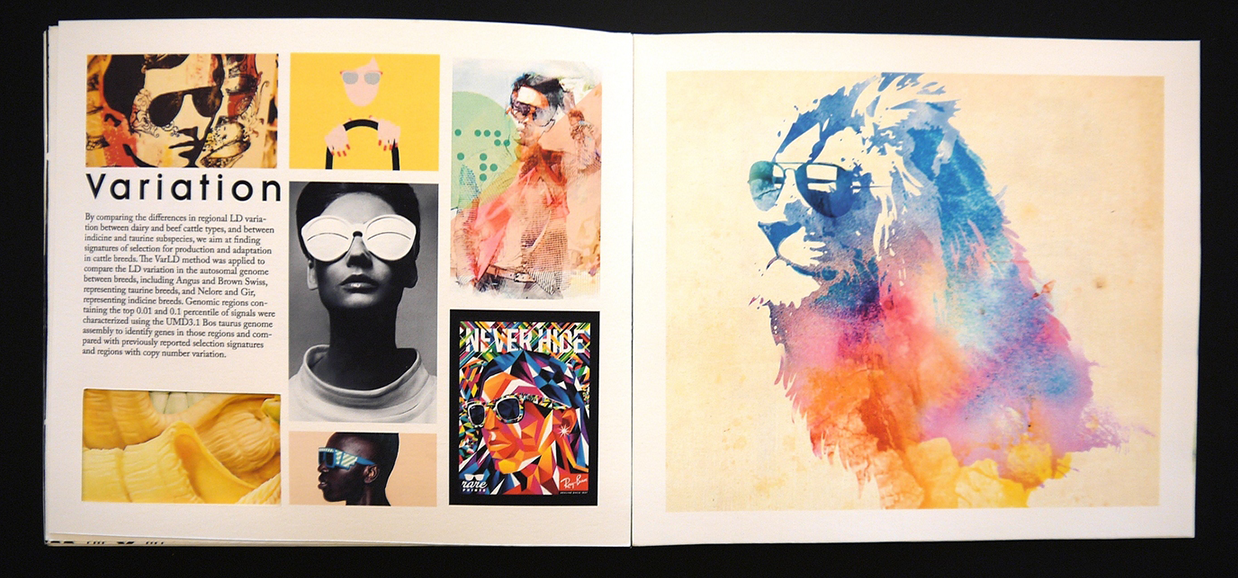 Variation
By comparing the differences in regional LD varia-
tion between dairy and beef cattle types, and between
indicine and taurine subspecies, we aim at finding
signatures of selection for production and adaptation
in cattle breeds. The VarLD method was applied to
compare the LD variation in the autosomal genome
between breeds, including Angus and Brown Swiss,
representing taurine breeds, and Nelore and Gir,
representing indicine breeds. Genomic regions con-
taining the top 0.01 and 0.1 percentile of signals were
characterized using the UMD3.1 Bos taurus genome
assembly to identify genes in those regions and com-
pared with previously reported selection signatures
and regions with copy number variation.
NEVER HIDE
rare
PRINTS
Ray-Ban